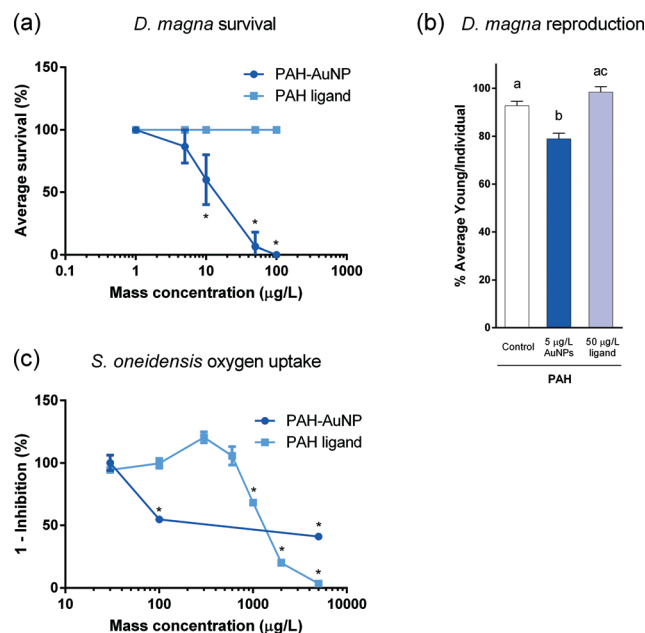 (a)
D. magna survival
PAH-AuNP
PAH ligand
150
100
50
0
0.1
1
10
100
1000
*
*
*
Average survival (%)
Mass concentration (µg/L)
(b)
D. magna reproduction
a
b
ac
100
80
60
40
20
0
% Average Young/Individual
Control
5 µg/L
AuNPs
50 µg/L
ligand
PAH
(c)
S. oneidensis oxygen uptake
PAH-AuNP
PAH ligand
150
100
50
0
10
100
1000
10000
*
*
*
*
*
1 - Inhibition (%)
Mass concentration (µg/L)